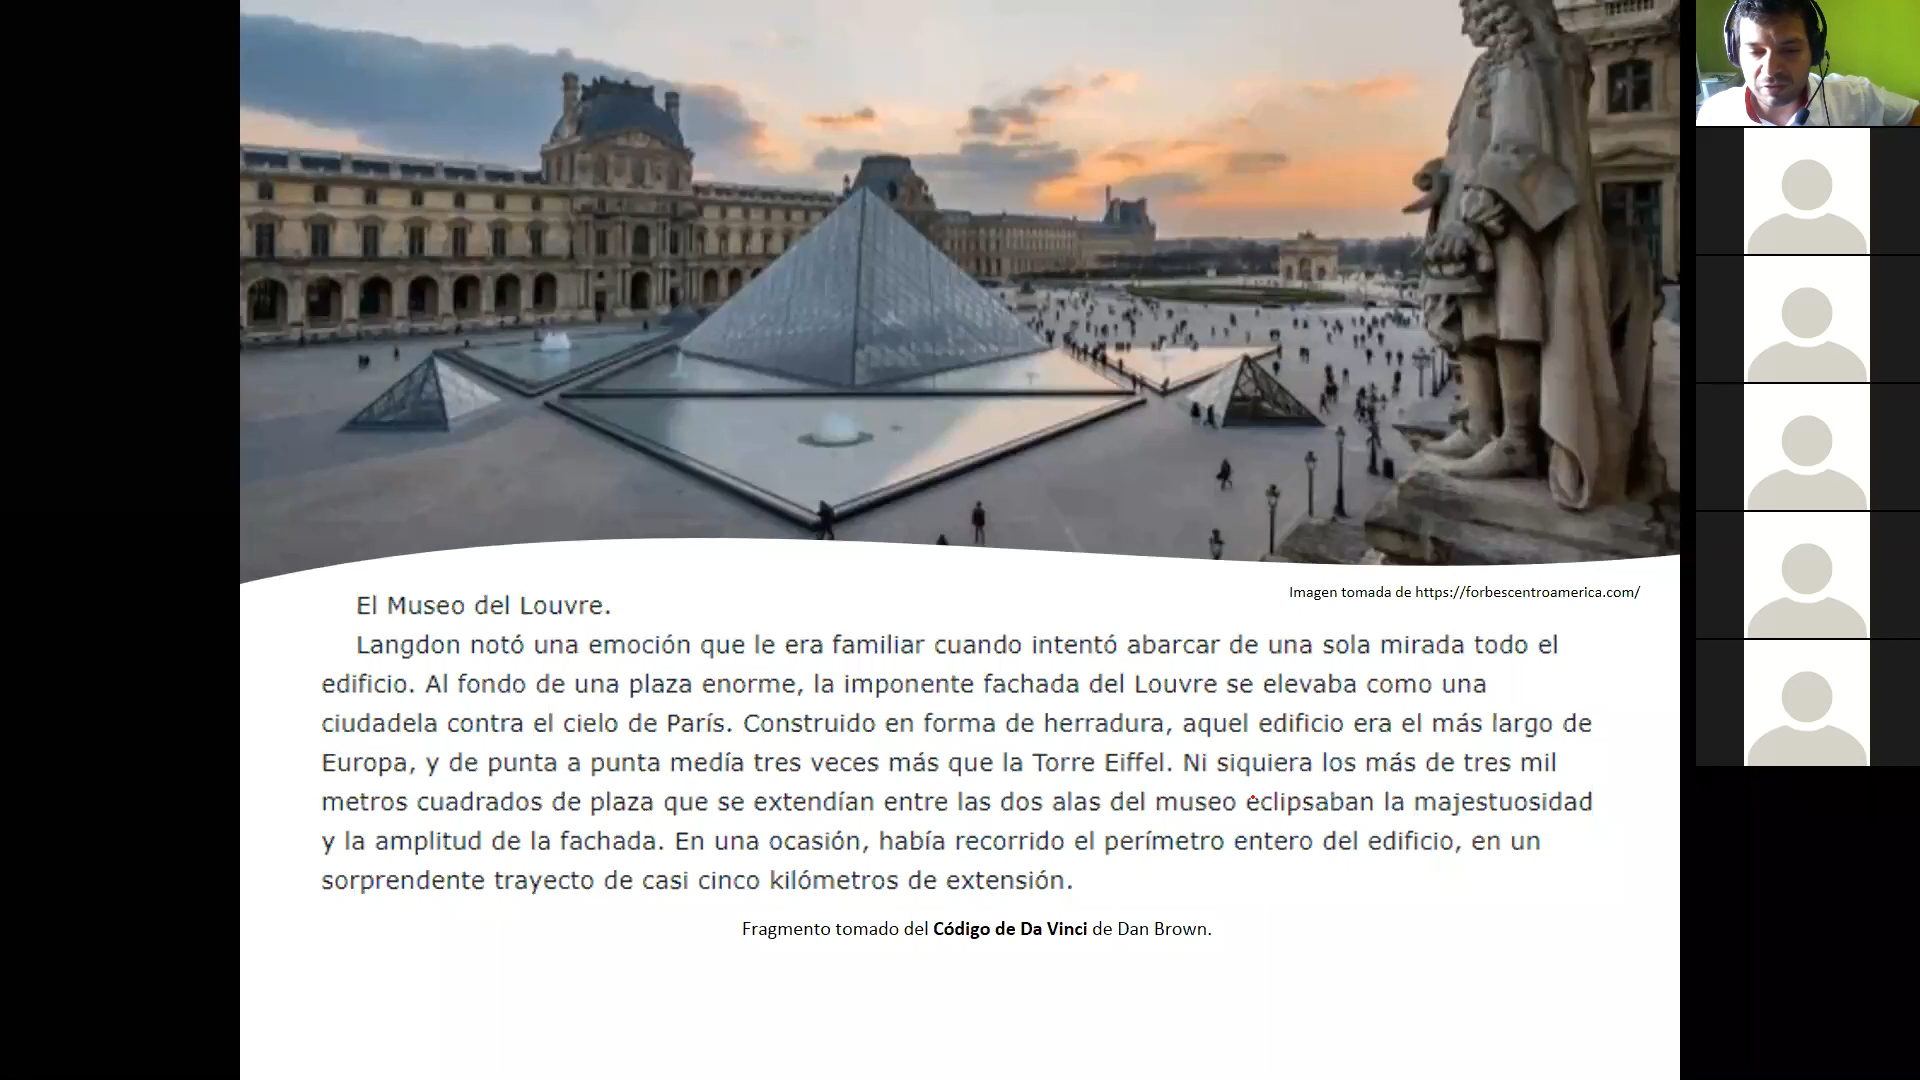 Imagen tomada de https://forbescentroamerica.com/
El Museo del Louvre.
Langdon notó una emoción que le era familiar cuando intentó abarcar de una sola mirada todo el
edificio. Al fondo de una plaza enorme, la imponente fachada del Louvre se elevaba como una
ciudadela contra el cielo de París. Construido en forma de herradura, aquel edificio era el más largo de
Europa, y de punta a punta medía tres veces más que la Torre Eiffel. Ni siquiera los más de tres mil
metros cuadrados de plaza que se extendían entre las dos alas del museo eclipsaban la majestuosidad
y la amplitud de la fachada. En una ocasión, había recorrido el perímetro entero del edificio, en un
sorprendente trayecto de casi cinco kilómetros de extensión.
Fragmento tomado del Código de Da Vinci de Dan Brown.